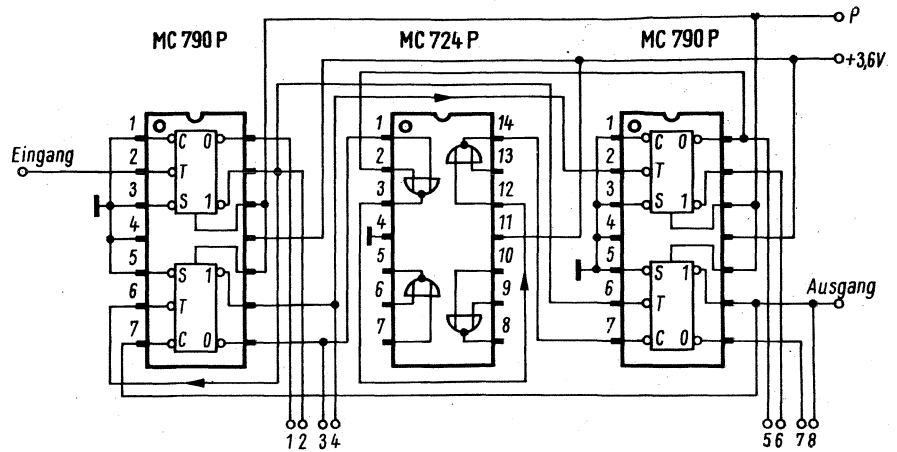 P
MC 790 P MC 724 P MC 790 P
+3,6V
Eingang
1 C 0
2 T
3 S 1
4
5 S 1
6 T
7 C 0
1 14
2 13
3 12
4 11
5 10
6 9
7 8
1 C 0
2 T
3 S 1
4
5 S 1
6 T
7 C 0
Ausgang
1 2 3 4 5 6 7 8